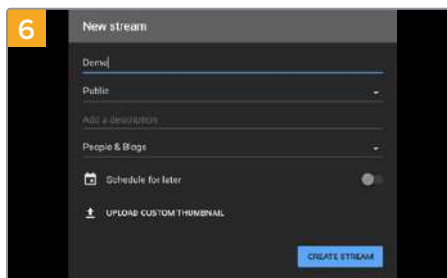 6
New stream
Demo
Public
Add a description
People & Blogs
Schedule for later
UPLOAD CUSTOM THUMBNAIL
CREATE STREAM